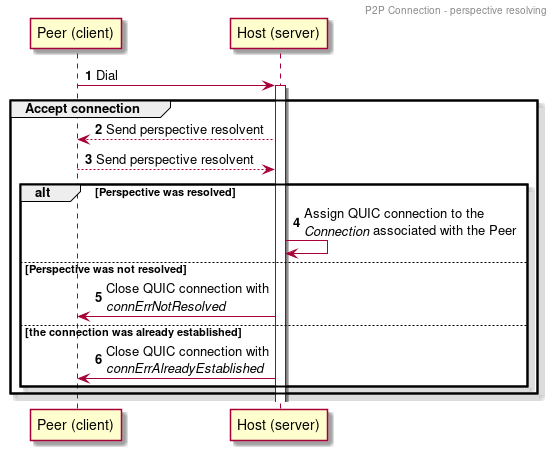 P2P Connection - perspective resolving
Peer (client)
Host (server)
1 Dial
Accept connection
2 Send perspective resolvent
3 Send perspective resolvent
alt
[Perspective was resolved]
4 Assign QUIC connection to the
Connection associated with the Peer
[Perspective was not resolved]
5 Close QUIC connection with
connErrNotResolved
[the connection was already established]
6 Close QUIC connection with
connErrAlreadyEstablished
Peer (client)
Host (server)